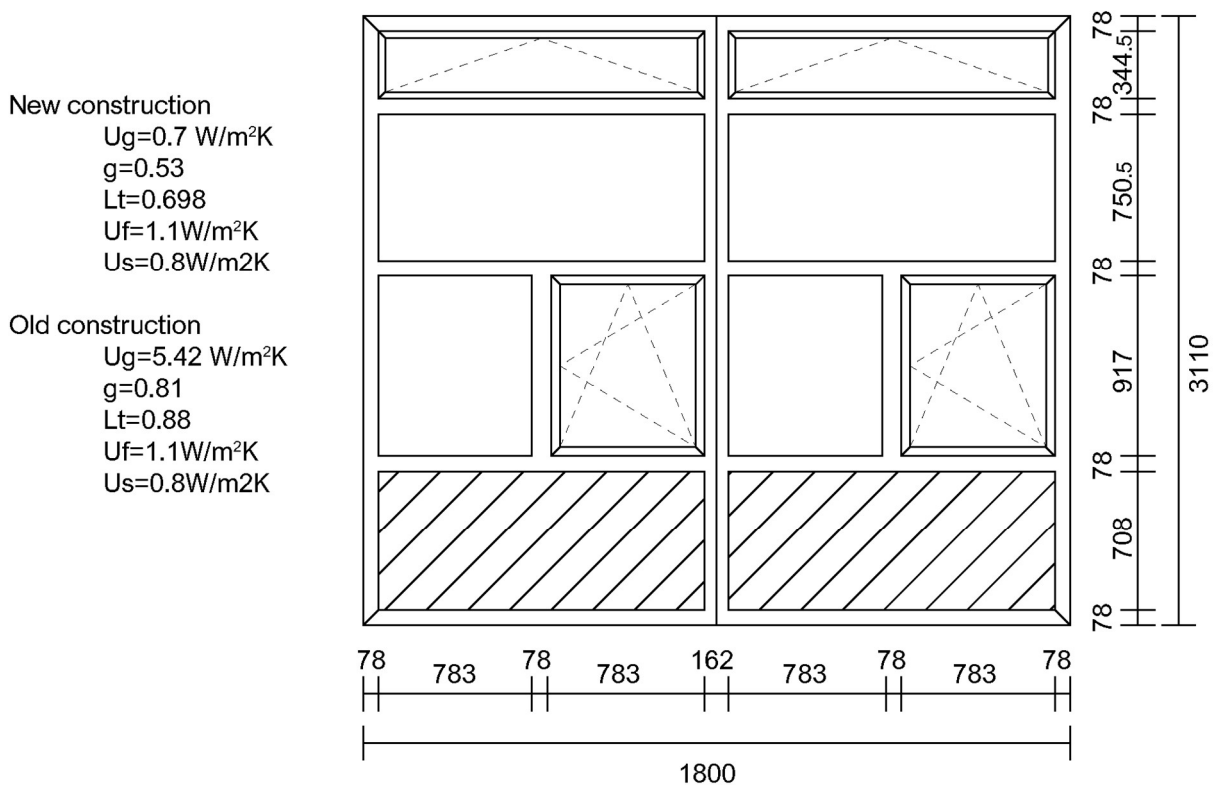 New construction
Ug=0.7 W/m²K
g=0.53
Lt=0.698
Uf=1.1W/m²K
Us=0.8W/m2K
Old construction
Ug=5.42 W/m²K
g=0.81
Lt=0.88
Uf=1.1W/m²K
Us=0.8W/m2K
78
344.5
78
750.5
78
917
78
708
78
3110
78 783 78 783 162 783 78 783 78
1800